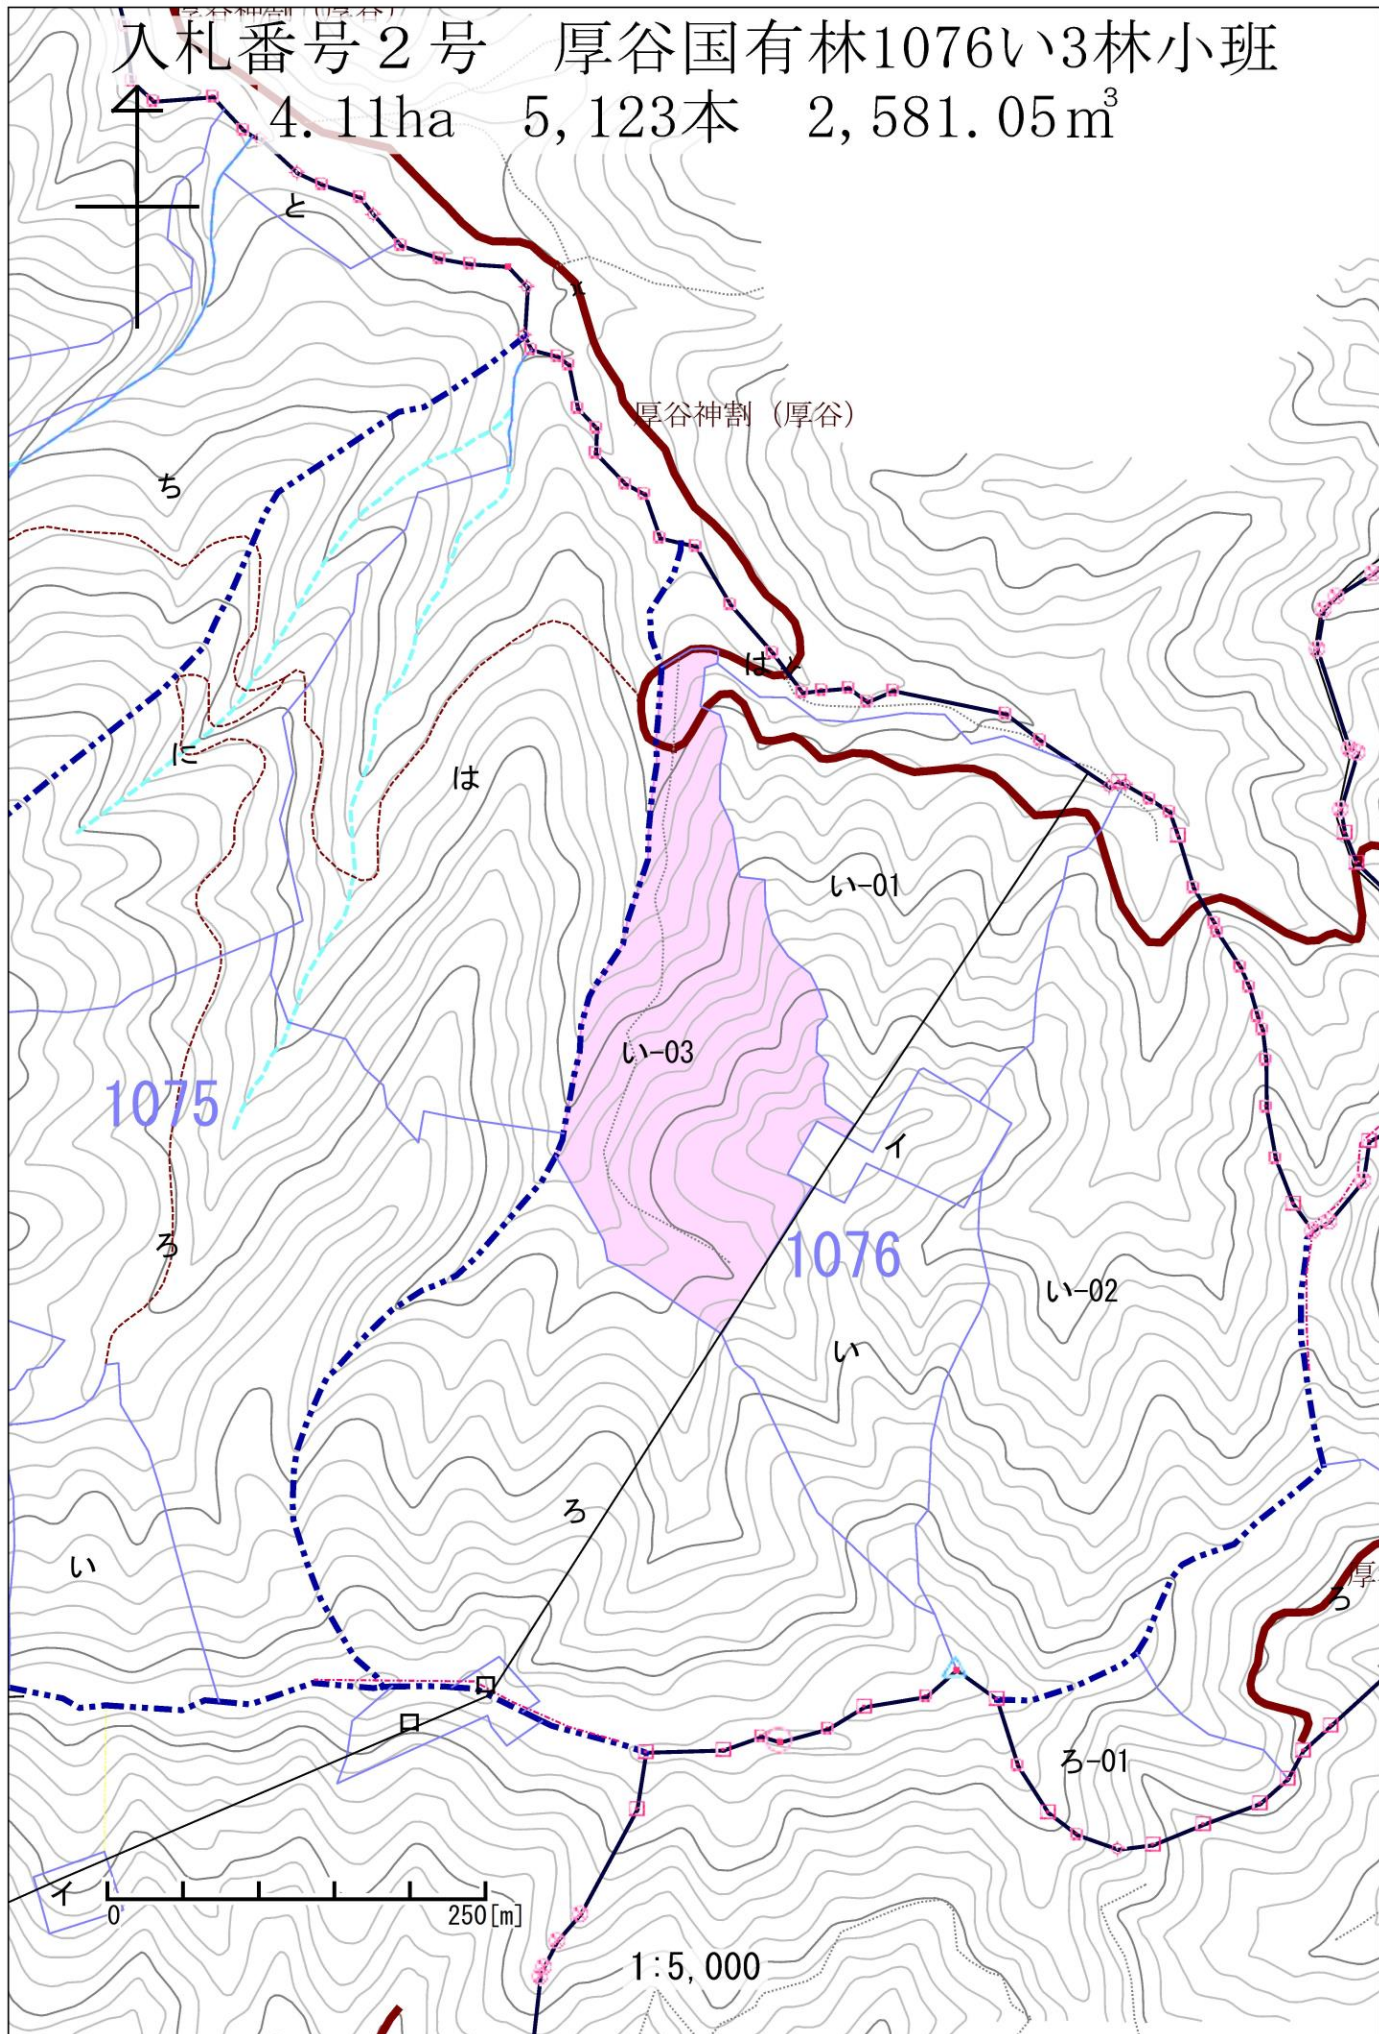 入札番号２号　厚谷国有林1076い3林小班
4.11ha　5,123本　2,581.05m³
と
厚谷神割（厚谷）
ち
は
に
は
い-01
い-03
1075
イ
ろ
1076
い-02
い
ろ
い
ろ
ロ
ロ
ろ-01
イ
0
250[m]
1:5,000